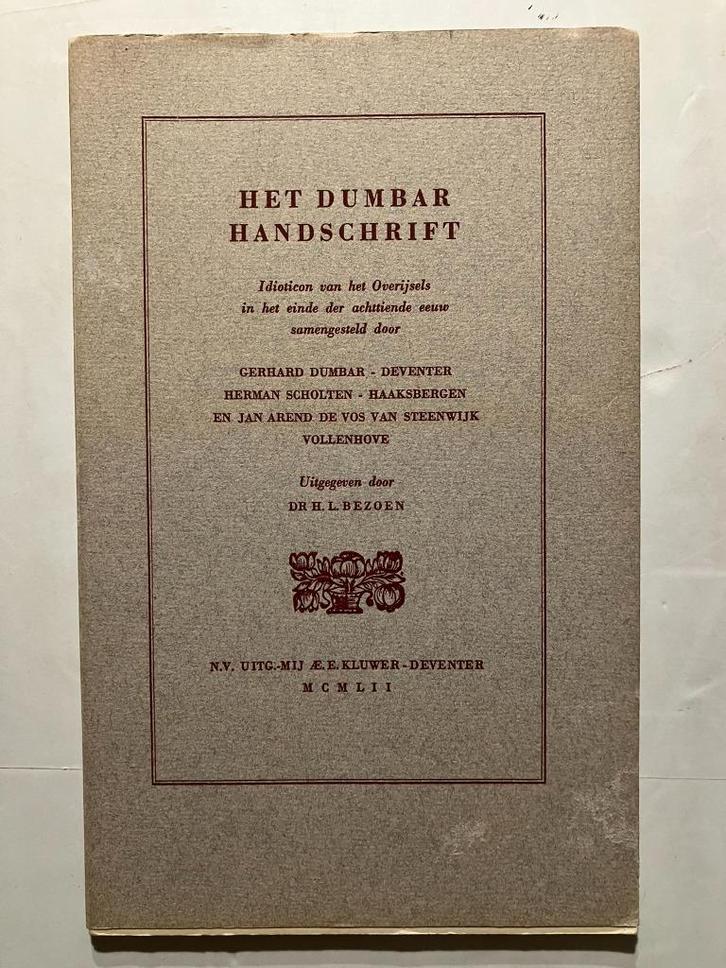 HET DUMBAR
HANDSCHRIFT
Idioticon van het Overijsels
in het einde der achttiende eeuw
samengesteld door
GERHARD DUMBAR - DEVENTER
HERMAN SCHOLTEN - HAAKSBERGEN
EN JAN AREND DE VOS VAN STEENWIJK
VOLLENHOVE
Uitgegeven door
DR H. L. BEZOEN
N.V. UITG.-MIJ Æ. E. KLUWER - DEVENTER
MCMLII